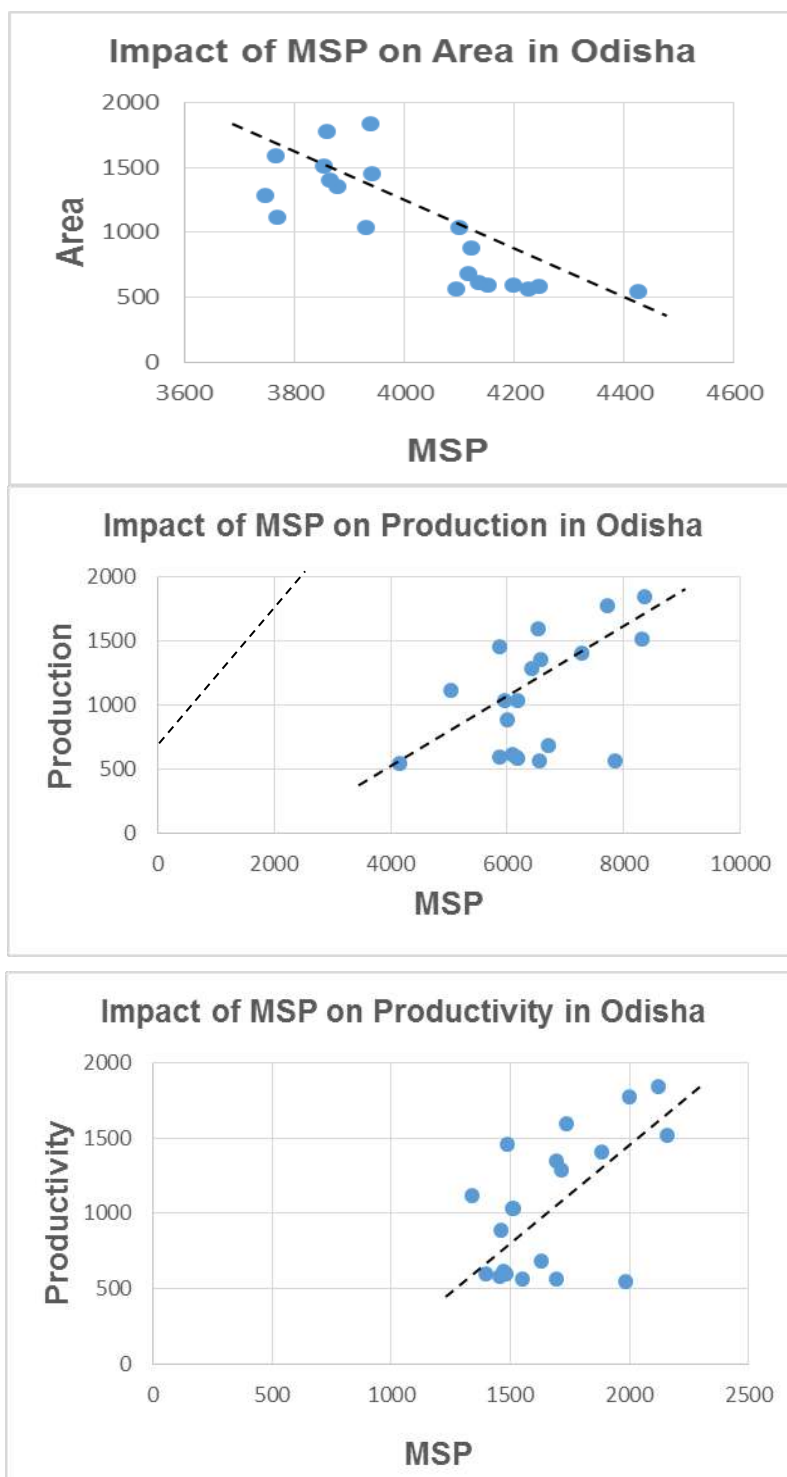 Impact of MSP on Area in Odisha
2000
1500
1000
500
0
Area
3600 3800 4000 4200 4400 4600
MSP
Impact of MSP on Production in Odisha
2000
1500
1000
500
0
Production
0 2000 4000 6000 8000 10000
MSP
Impact of MSP on Productivity in Odisha
2000
1500
1000
500
0
Productivity
0 500 1000 1500 2000 2500
MSP